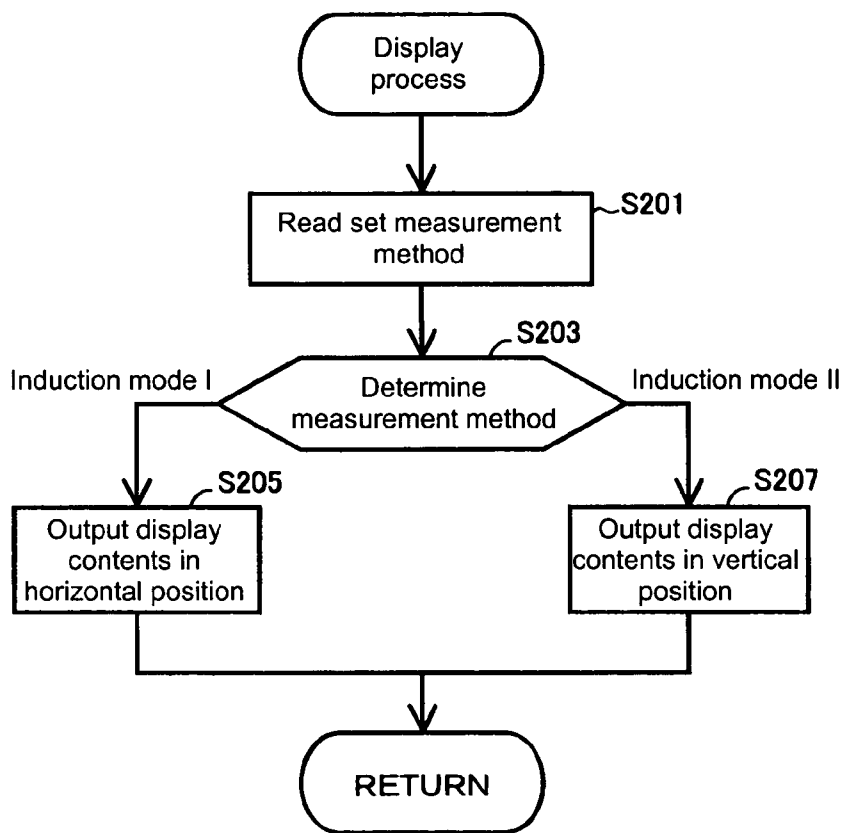 Display
process
Read set measurement
method
S201
S203
Induction mode I
Determine
measurement method
Induction mode II
S205
Output display
contents in
horizontal position
S207
Output display
contents in vertical
position
RETURN